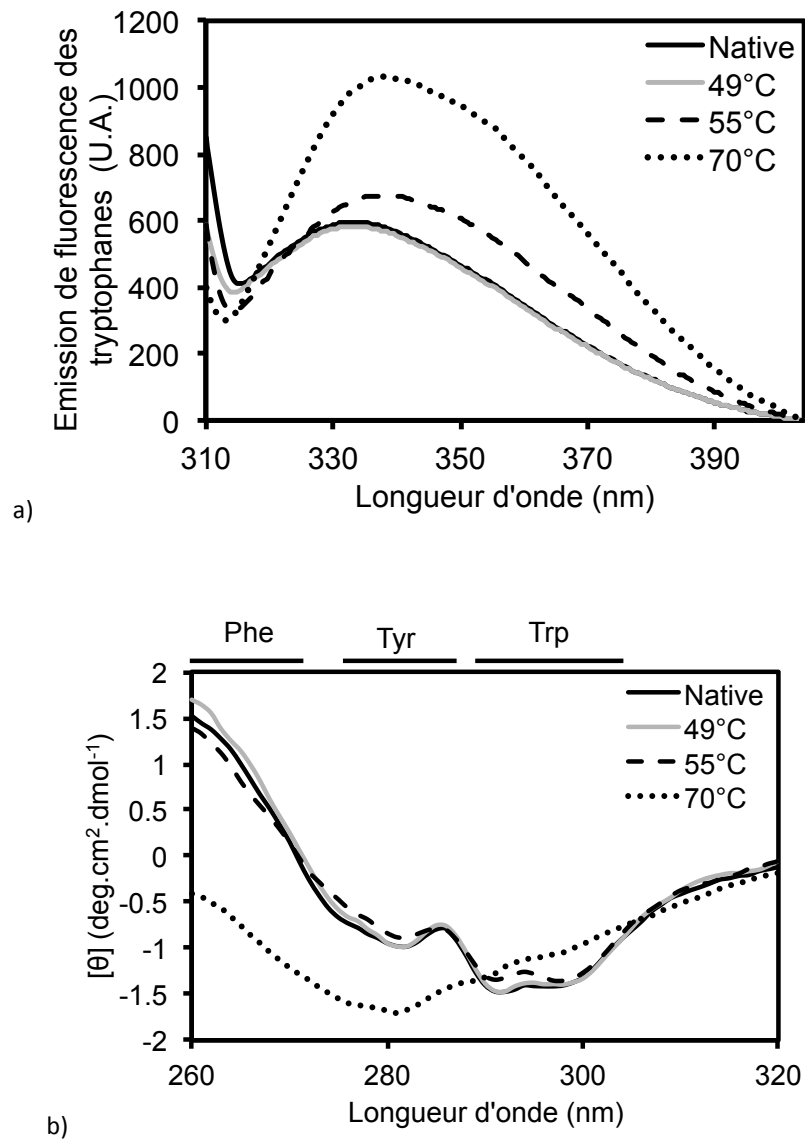 Emission de fluorescence des
tryptophanes (U.A.)
1200
1000
800
600
400
200
0
Native
49°C
55°C
70°C
310
330
350
370
390
Longueur d'onde (nm)
a)
Phe
Tyr
Trp
[θ] (deg.cm².dmol⁻¹)
2
1.5
1
0.5
0
-0.5
-1
-1.5
-2
Native
49°C
55°C
70°C
260
280
300
320
Longueur d'onde (nm)
b)